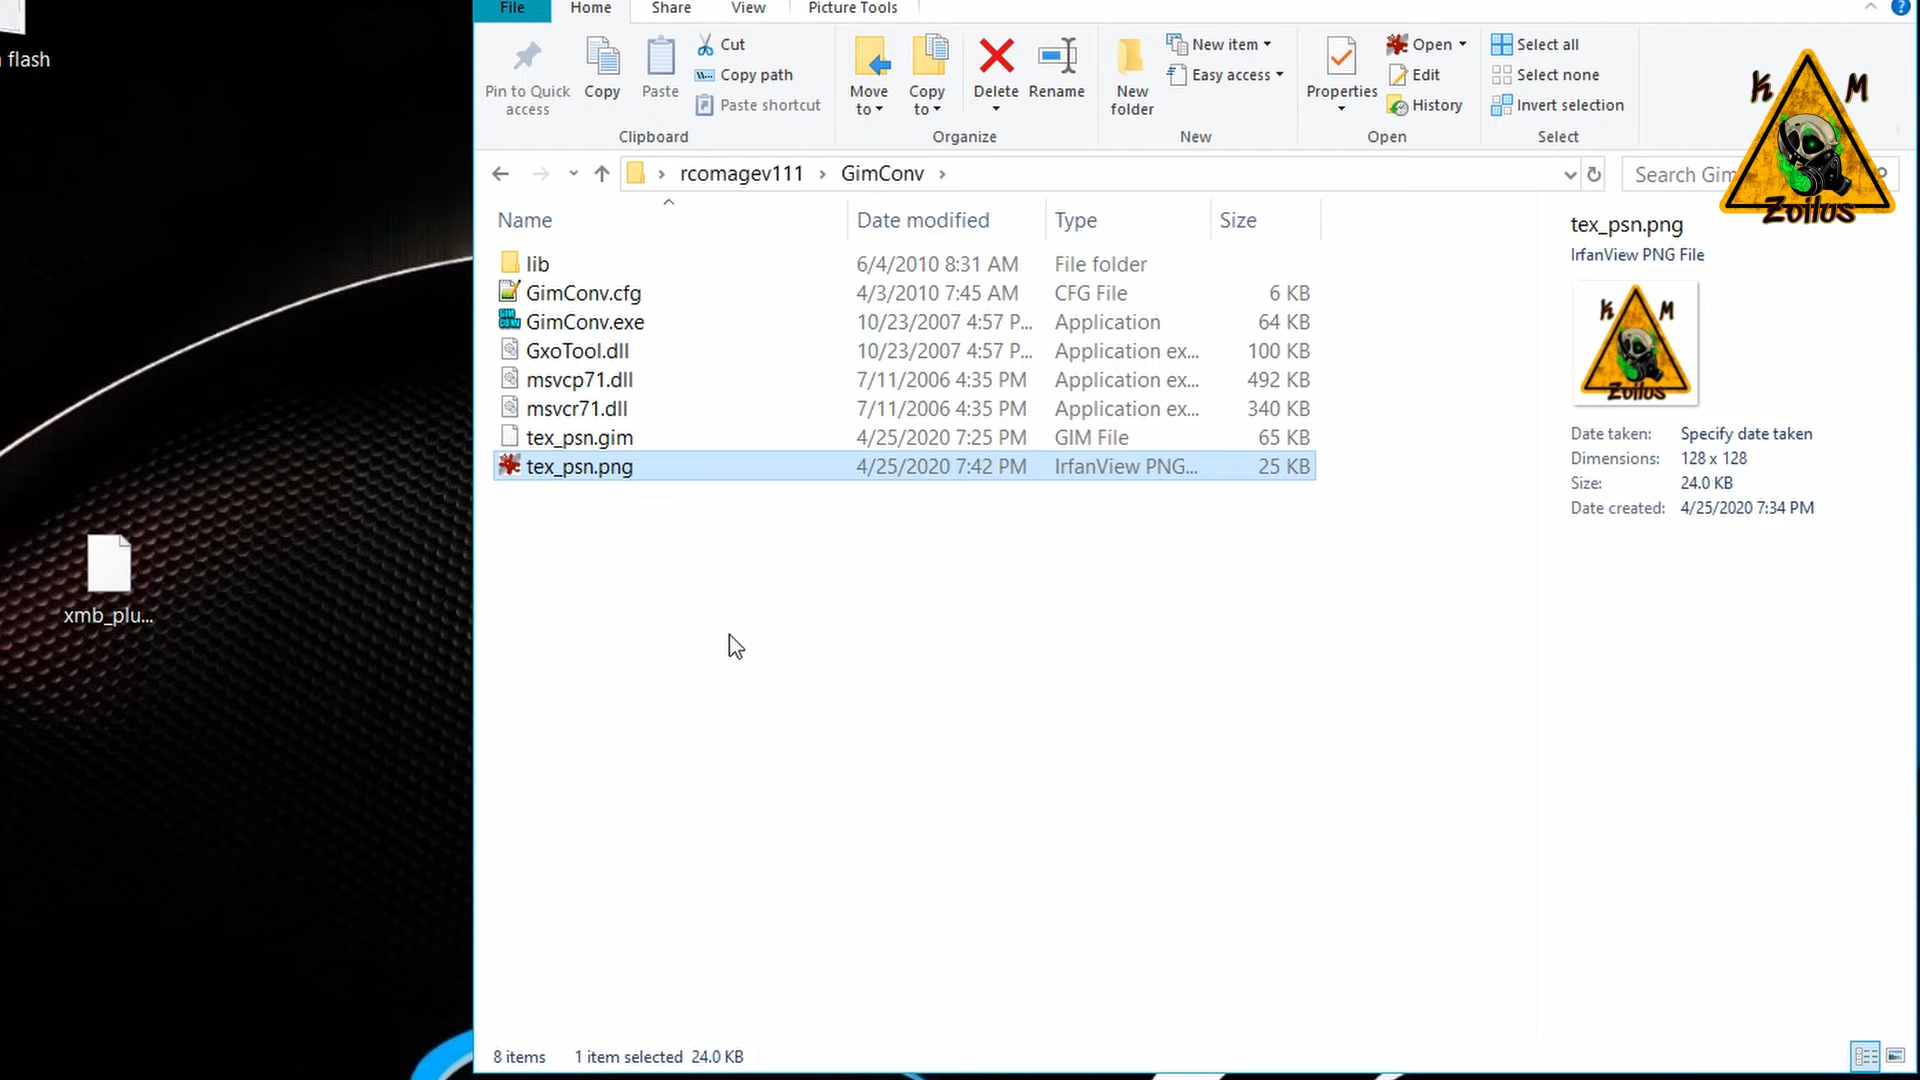 flash
xmb_plu...
File Home Share View Picture Tools
Pin to Quick access
Copy
Paste
Cut
Copy path
Paste shortcut
Clipboard
Move to
Copy to
Delete
Rename
Organize
New folder
New item
Easy access
New
Properties
Open
Edit
History
Open
Select all
Select none
Invert selection
Select
K M
Zoilus
rcomagev111 GimConv
Search Gim
Name Date modified Type Size
lib 6/4/2010 8:31 AM File folder
GimConv.cfg 4/3/2010 7:45 AM CFG File 6 KB
GimConv.exe 10/23/2007 4:57 P... Application 64 KB
GxoTool.dll 10/23/2007 4:57 P... Application ex... 100 KB
msvcp71.dll 7/11/2006 4:35 PM Application ex... 492 KB
msvcr71.dll 7/11/2006 4:35 PM Application ex... 340 KB
tex_psn.gim 4/25/2020 7:25 PM GIM File 65 KB
tex_psn.png 4/25/2020 7:42 PM IrfanView PNG... 25 KB
tex_psn.png
IrfanView PNG File
K M
Zoilus
Date taken: Specify date taken
Dimensions: 128 x 128
Size: 24.0 KB
Date created: 4/25/2020 7:34 PM
8 items 1 item selected 24.0 KB